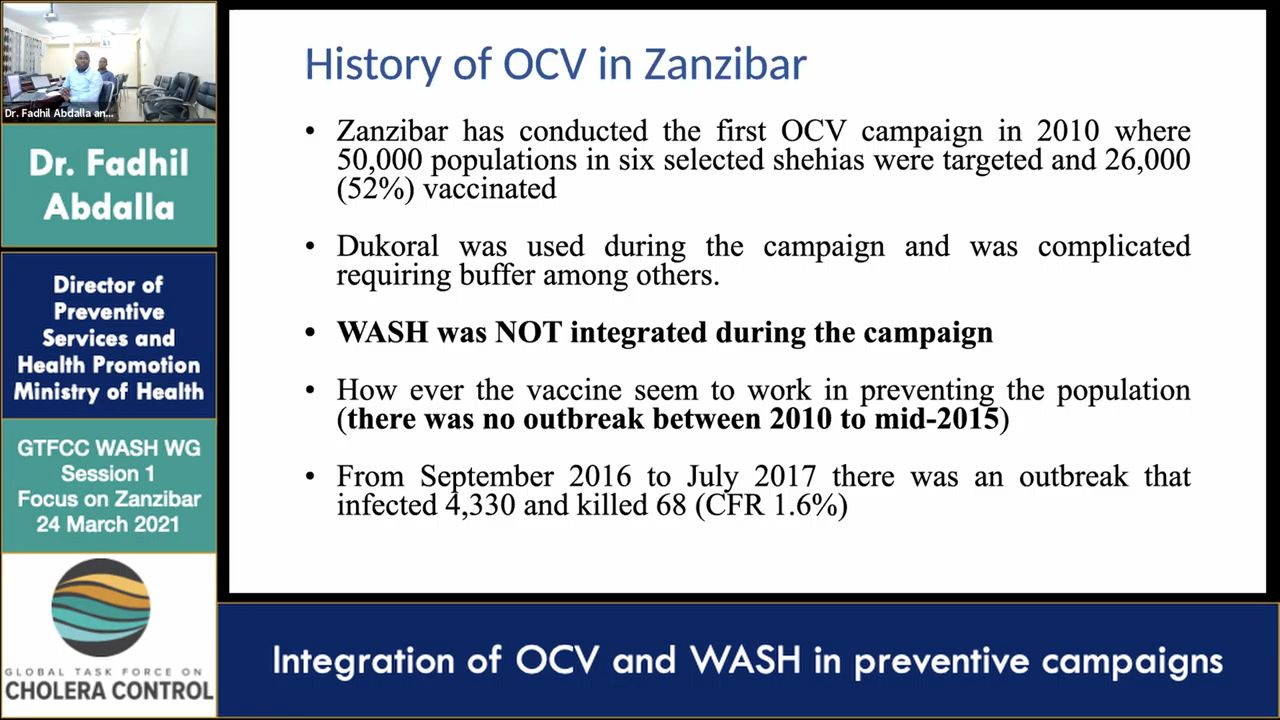 Dr. Fadhil Abdalla an...
Dr. Fadhil
Abdalla
Director of
Preventive
Services and
Health Promotion
Ministry of Health
GTFCC WASH WG
Session 1
Focus on Zanzibar
24 March 2021
GLOBAL TASK FORCE ON
CHOLERA CONTROL
History of OCV in Zanzibar
• Zanzibar has conducted the first OCV campaign in 2010 where
50,000 populations in six selected shehias were targeted and 26,000
(52%) vaccinated
• Dukoral was used during the campaign and was complicated
requiring buffer among others.
• WASH was NOT integrated during the campaign
• How ever the vaccine seem to work in preventing the population
(there was no outbreak between 2010 to mid-2015)
• From September 2016 to July 2017 there was an outbreak that
infected 4,330 and killed 68 (CFR 1.6%)
Integration of OCV and WASH in preventive campaigns